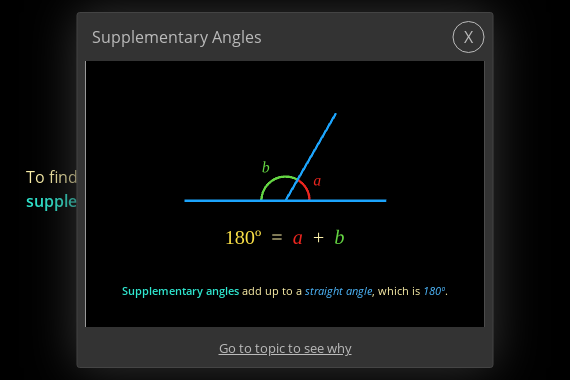 Supplementary Angles
X
To find
supple
b
a
180º = a + b
Supplementary angles add up to a straight angle, which is 180º.
Go to topic to see why